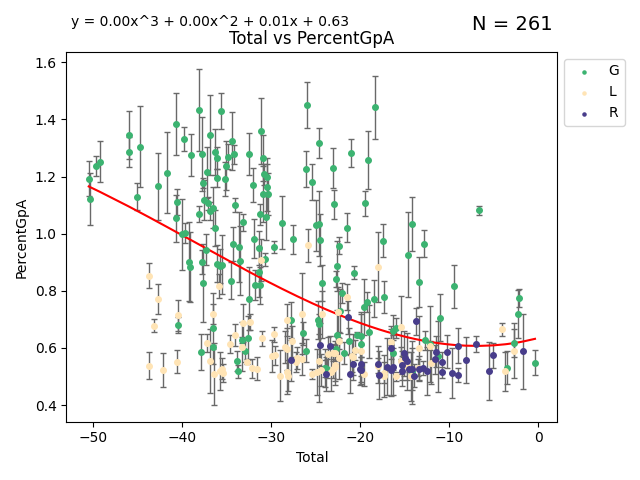 y = 0.00x^3 + 0.00x^2 + 0.01x + 0.63
N = 261
Total vs PercentGpA
G
L
R
PercentGpA
1.6
1.4
1.2
1.0
0.8
0.6
0.4
−50 −40 −30 −20 −10 0
Total